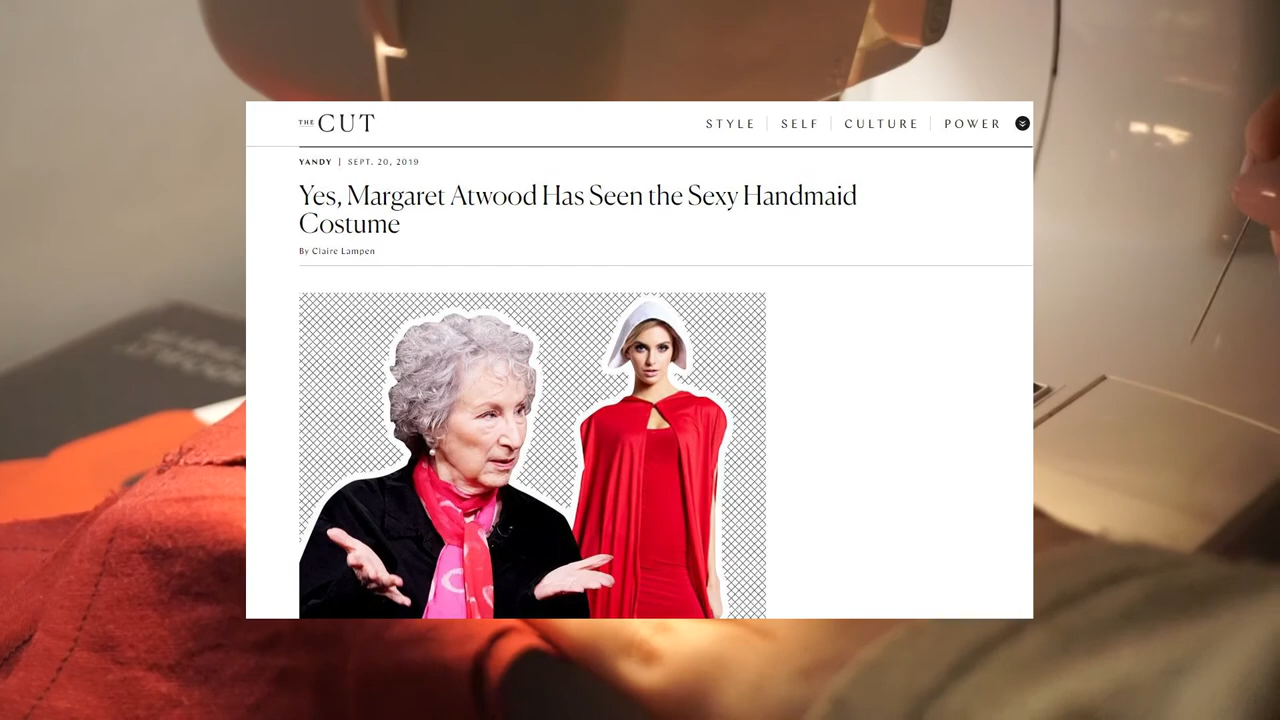 THE CUT
STYLE SELF CULTURE POWER
YANDY | SEPT. 20, 2019
Yes, Margaret Atwood Has Seen the Sexy Handmaid
Costume
By Claire Lampen